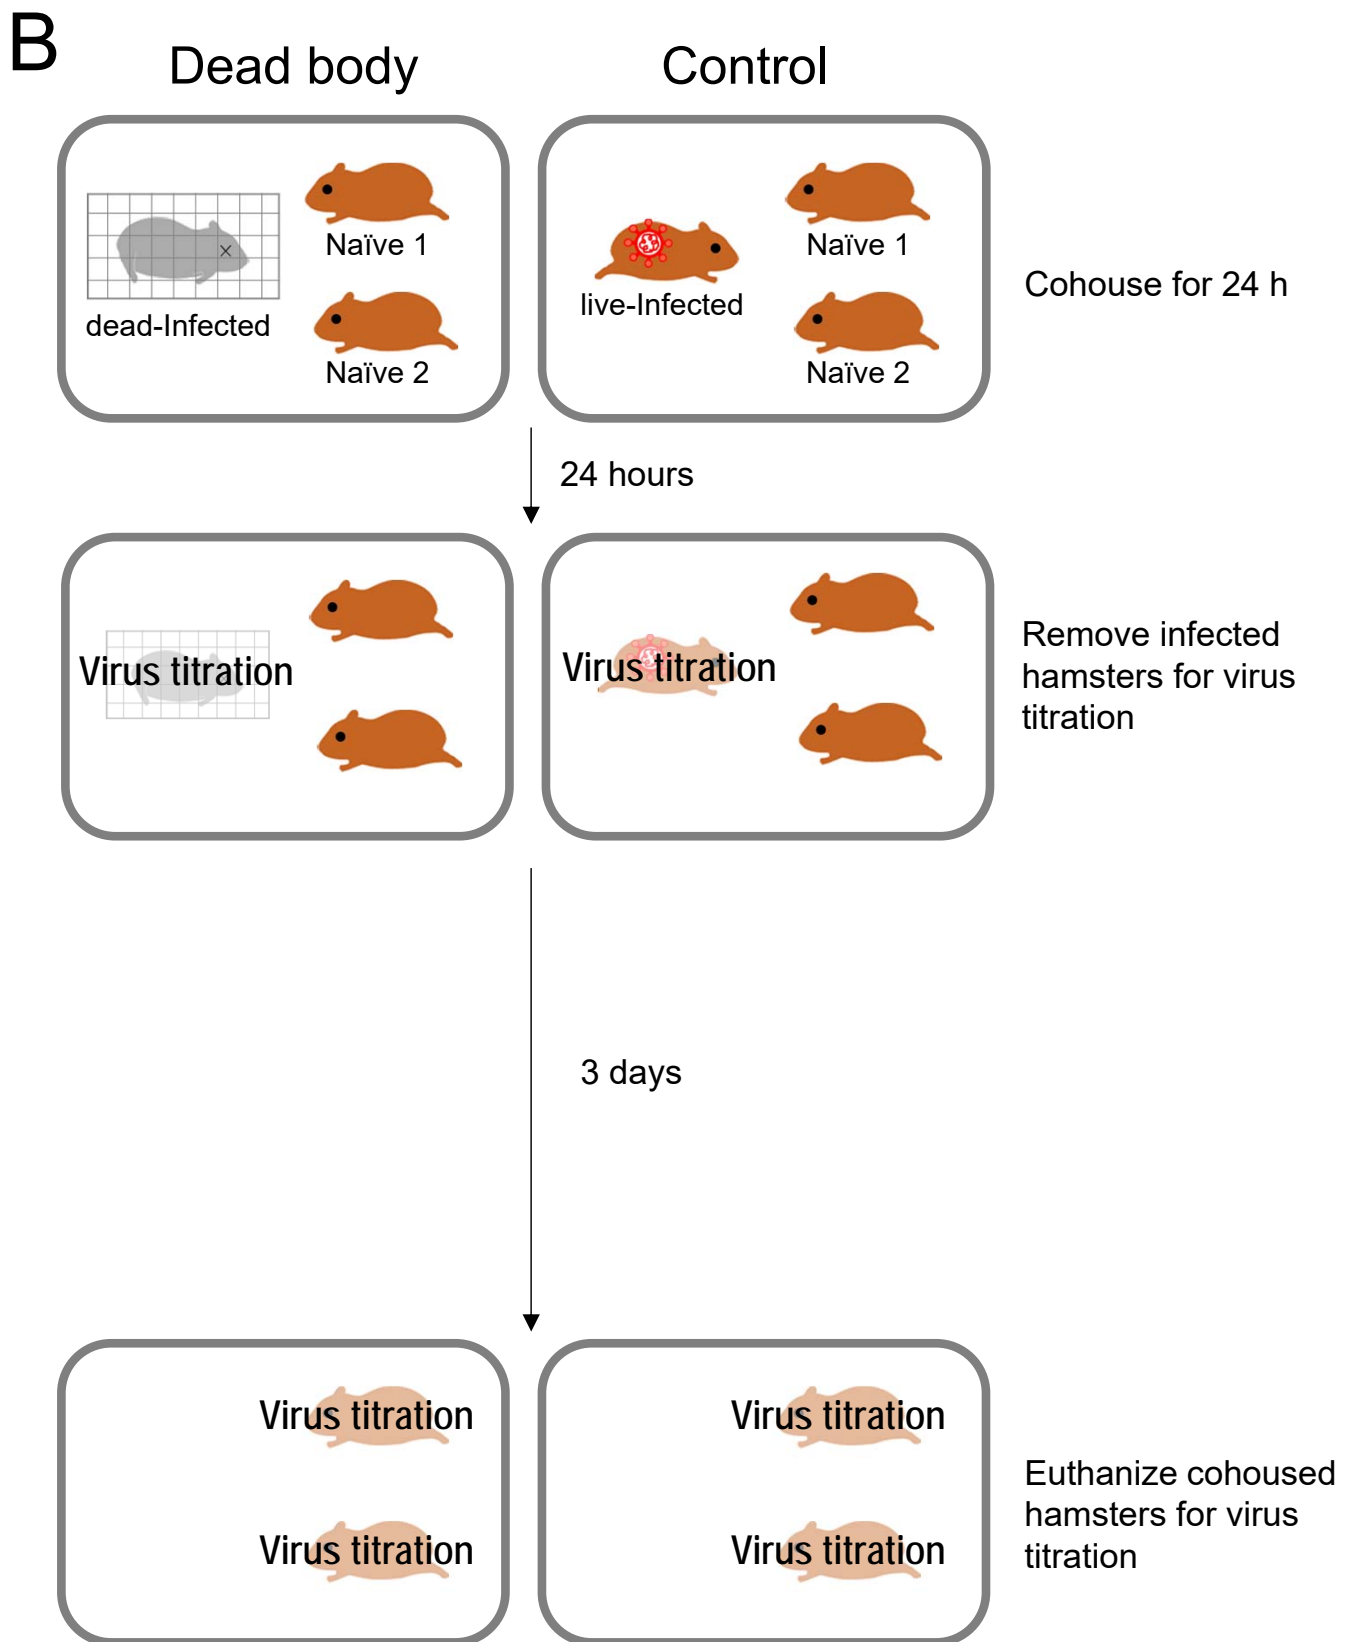 B
Dead body
Control
dead-Infected
Naïve 1
Naïve 2
live-Infected
Naïve 1
Naïve 2
Cohouse for 24 h
24 hours
Virus titration
Virus titration
Remove infected
hamsters for virus
titration
3 days
Virus titration
Virus titration
Virus titration
Virus titration
Euthanize cohoused
hamsters for virus
titration